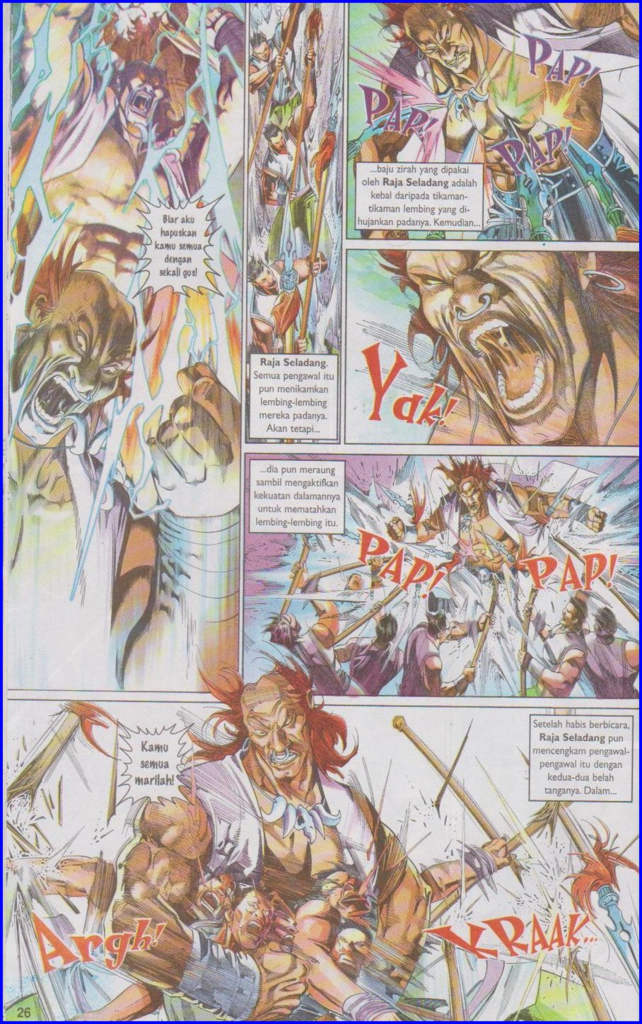 Biar aku
hapuskan
kamu semua
dengan
sekali gus!
Raja Seladang.
Semua pengawal itu
pun menikamkan
lembing-lembing
mereka padanya.
Akan tetapi...
PAP!
PAP!
PAP!
...baju zirah yang dipakai
oleh Raja Seladang adalah
kebal daripada tikaman-
tikaman lembing yang di-
hujankan padanya. Kemudian...
Yak!
...dia pun meraung
sambil mengaktifkan
kekuatan dalamannya
untuk mematahkan
lembing-lembing itu.
PAP!
PAP!
Kamu
semua
marilah!
Setelah habis berbicara,
Raja Seladang pun
mencengkam pengawal-
pengawal itu dengan
kedua-dua belah
tangannya. Dalam...
Argh!
KRAAK...
26